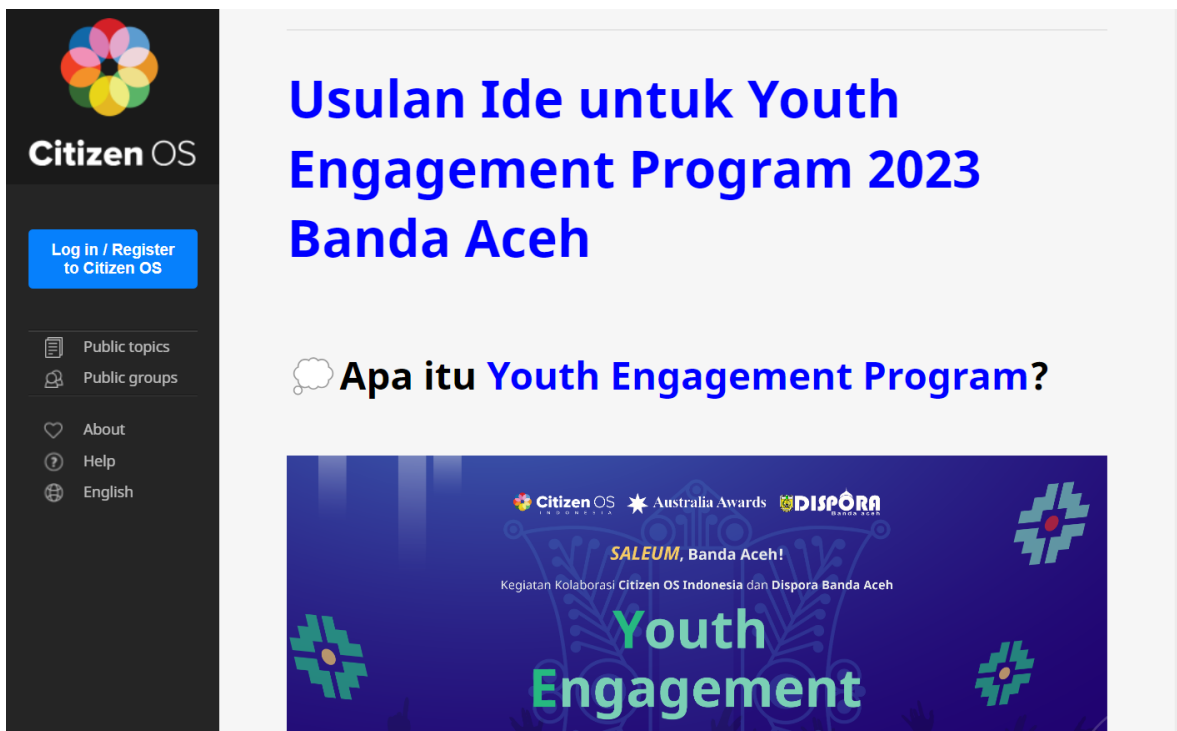 Citizen OS
Log in / Register
to Citizen OS
Public topics
Public groups
About
Help
English
Usulan Ide untuk Youth
Engagement Program 2023
Banda Aceh
Apa itu Youth Engagement Program?
Citizen OS INDONESIA Australia Awards DISPORA Banda aceh
SALEUM, Banda Aceh!
Kegiatan Kolaborasi Citizen OS Indonesia dan Dispora Banda Aceh
Youth
Engagement